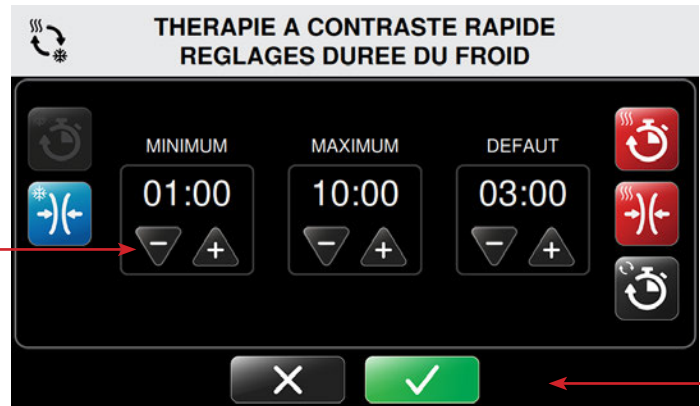 THERAPIE A CONTRASTE RAPIDE
REGLAGES DUREE DU FROID
MINIMUM MAXIMUM DEFAUT
01:00 10:00 03:00
- + - + - +